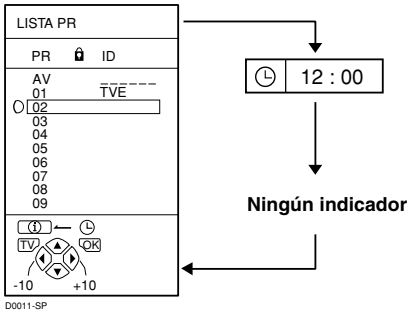 LISTA PR
PR ID
AV _ _ _ _ _ _
01 TVE
02
03
04
05
06
07
08
09
i
TV OK
-10 +10
D0011-SP
12 : 00
Ningún indicador